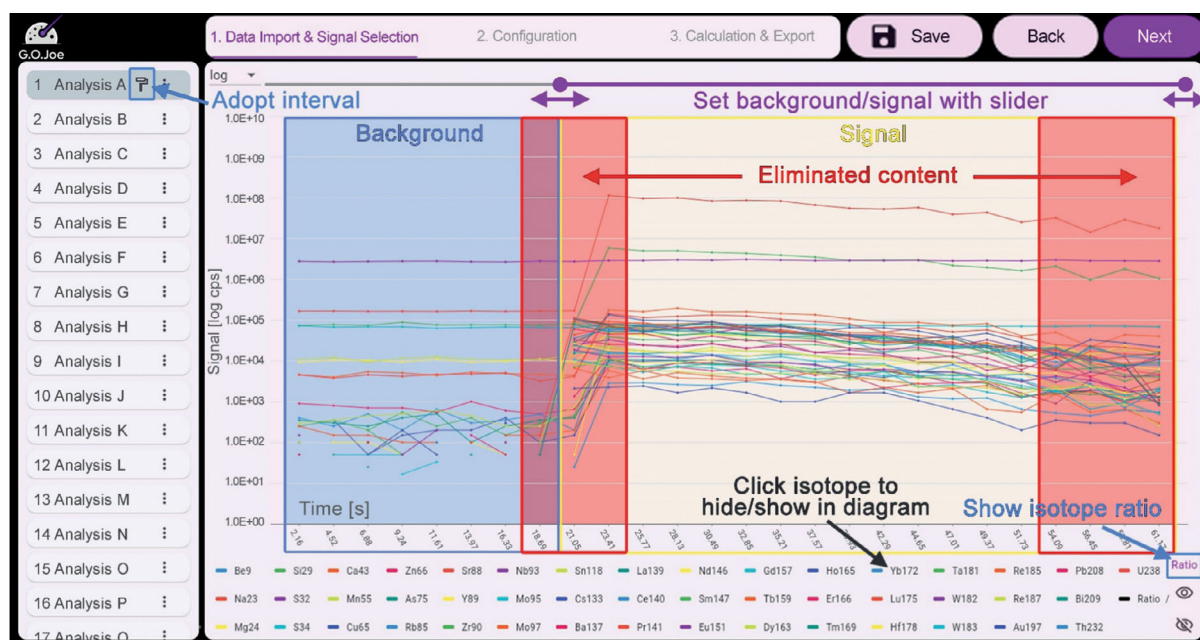 G.O.Joe
1. Data Import & Signal Selection
2. Configuration
3. Calculation & Export
Save
Back
Next
1 Analysis A
2 Analysis B
3 Analysis C
4 Analysis D
5 Analysis E
6 Analysis F
7 Analysis G
8 Analysis H
9 Analysis I
10 Analysis J
11 Analysis K
12 Analysis L
13 Analysis M
14 Analysis N
15 Analysis O
16 Analysis P
17 Analysis Q
log
Adopt interval
Set background/signal with slider
Background
Signal
Eliminated content
Signal [log cps]
1.0E+10
1.0E+09
1.0E+08
1.0E+07
1.0E+06
1.0E+05
1.0E+04
1.0E+03
1.0E+02
1.0E+01
1.0E+00
Time [s]
Click isotope to
hide/show in diagram
Show isotope ratio
2.16 4.52 6.88 9.24 11.61 13.97 16.33 18.69 21.05 23.41 25.77 28.13 30.49 32.85 35.21 37.57 42.29 44.65 47.01 49.37 51.73 54.09 56.45
Ratio
Be9 Si29 Ca43 Zn66 Sr88 Nb93 Sn118 La139 Nd146 Gd157 Ho165 Yb172 Ta181 Re185 Pb208 U238
Na23 S32 Mn55 As75 Y89 Mo95 Cs133 Ce140 Sm147 Tb159 Er166 Lu175 W182 Re187 Bi209 Ratio /
Mg24 S34 Cu65 Rb85 Zr90 Mo97 Ba137 Pr141 Eu151 Dy163 Tm169 Hf178 W183 Au197 Th232